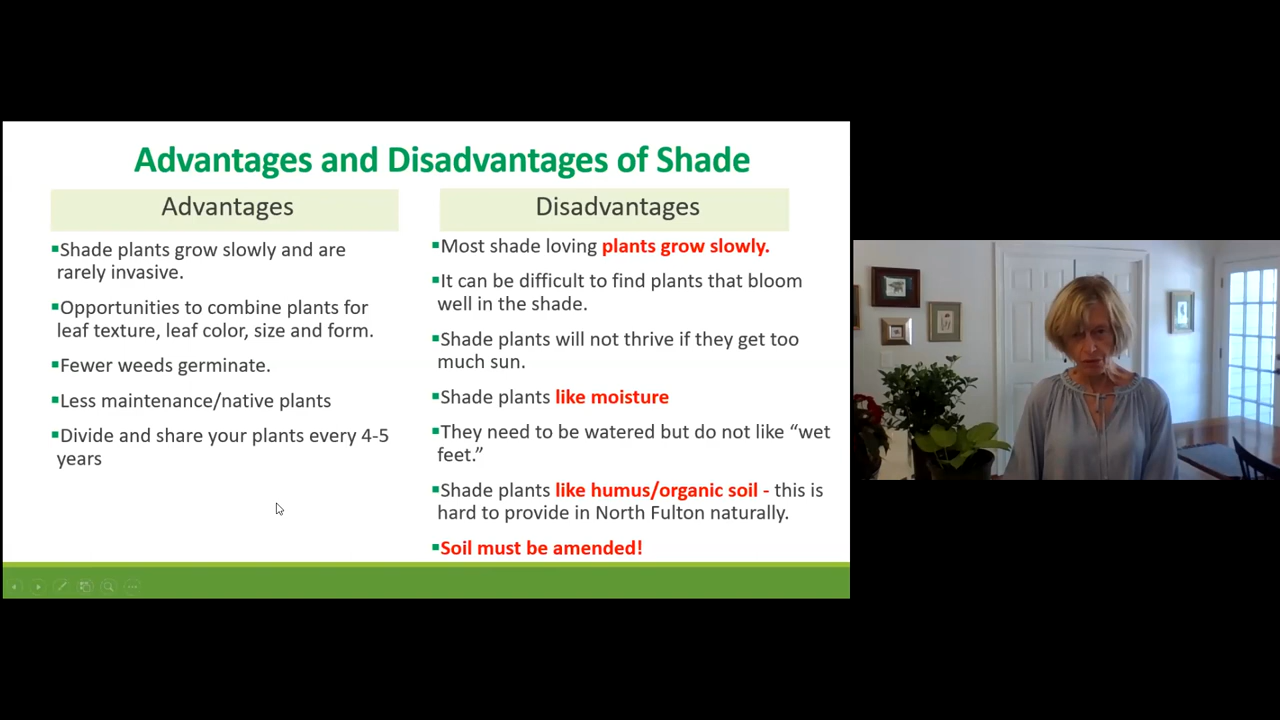 Advantages and Disadvantages of Shade
Advantages
▪Shade plants grow slowly and are
rarely invasive.
▪Opportunities to combine plants for
leaf texture, leaf color, size and form.
▪Fewer weeds germinate.
▪Less maintenance/native plants
▪Divide and share your plants every 4-5
years
Disadvantages
▪Most shade loving plants grow slowly.
▪It can be difficult to find plants that bloom
well in the shade.
▪Shade plants will not thrive if they get too
much sun.
▪Shade plants like moisture
▪They need to be watered but do not like “wet
feet.”
▪Shade plants like humus/organic soil - this is
hard to provide in North Fulton naturally.
▪Soil must be amended!